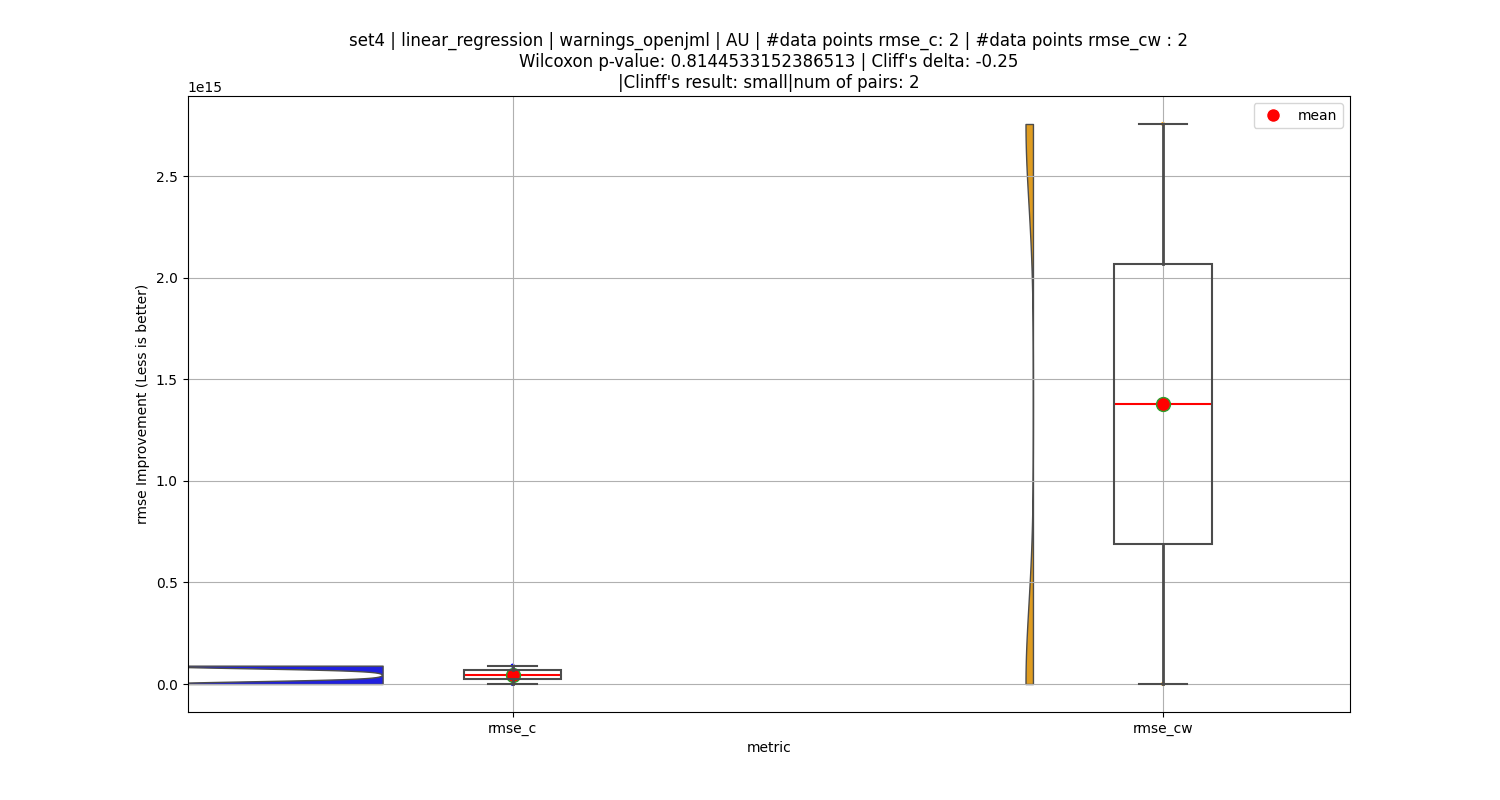 set4 | linear_regression | warnings_openjml | AU | #data points rmse_c: 2 | #data points rmse_cw : 2
Wilcoxon p-value: 0.8144533152386513 | Cliff's delta: -0.25
|Clinff's result: small|num of pairs: 2
1e15
mean
2.5
2.0
1.5
1.0
0.5
0.0
rmse Improvement (Less is better)
rmse_c
rmse_cw
metric